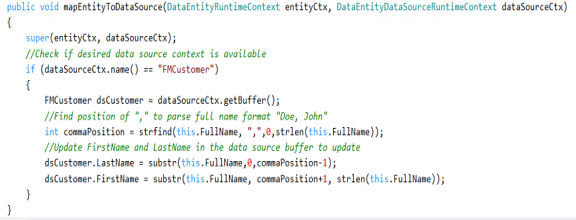 public void mapEntityToDataSource(DataEntityRuntimeContext entityCtx, DataEntityDataSourceRuntimeContext dataSourceCtx)
{
super(entityCtx, dataSourceCtx);
//Check if desired data source context is available
if (dataSourceCtx.name() == "FMCustomer")
{
FMCustomer dsCustomer = dataSourceCtx.getBuffer();
//Find position of "," to parse full name format "Doe, John"
int commaPosition = strfind(this.FullName, ",",0,strlen(this.FullName));
//Update FirstName and LastName in the data source buffer to update
dsCustomer.LastName = substr(this.FullName,0,commaPosition-1);
dsCustomer.FirstName = substr(this.FullName, commaPosition+1, strlen(this.FullName));
}
}